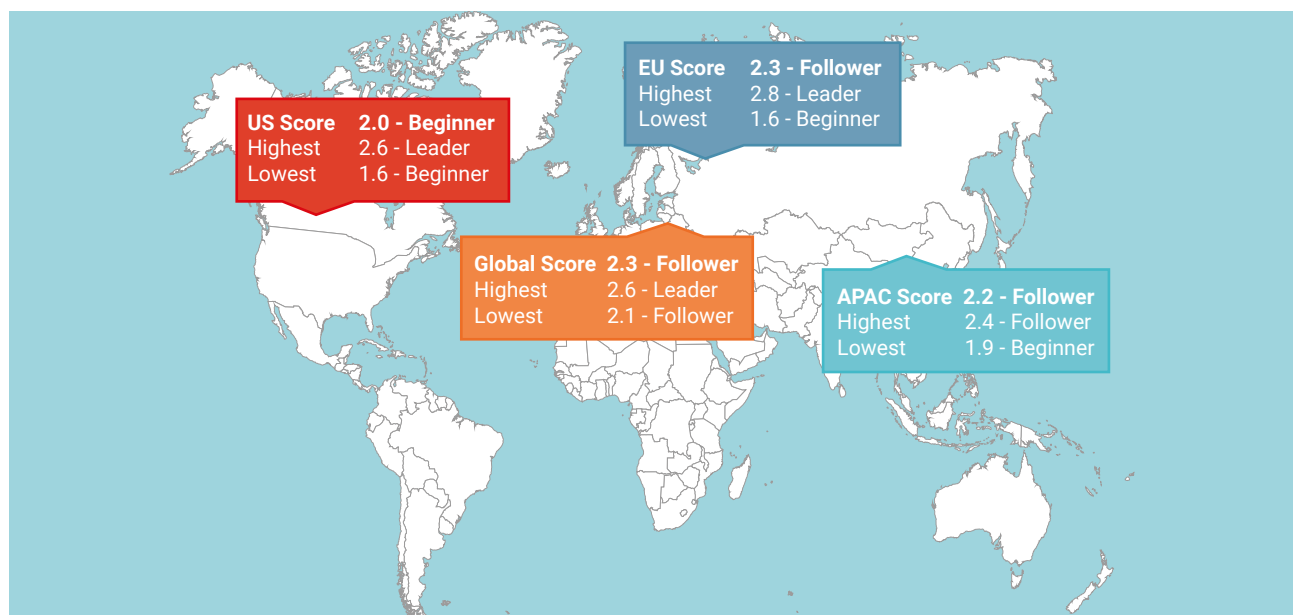 EU Score 2.3 - Follower
Highest 2.8 - Leader
Lowest 1.6 - Beginner
US Score 2.0 - Beginner
Highest 2.6 - Leader
Lowest 1.6 - Beginner
Global Score 2.3 - Follower
Highest 2.6 - Leader
Lowest 2.1 - Follower
APAC Score 2.2 - Follower
Highest 2.4 - Follower
Lowest 1.9 - Beginner